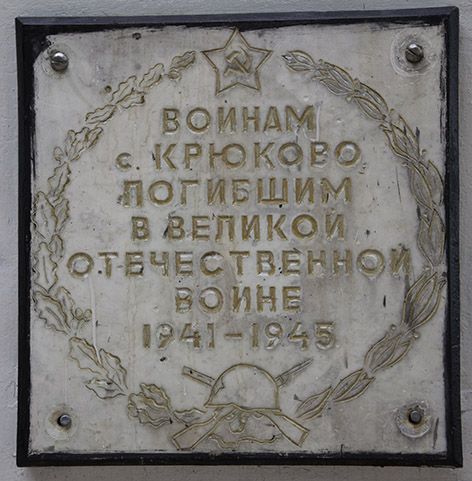 ВОИНАМ
с. КРЮКОВО
ПОГИБШИМ
В ВЕЛИКОЙ
ОТЕЧЕСТВЕННОЙ
ВОЙНЕ
1941-1945